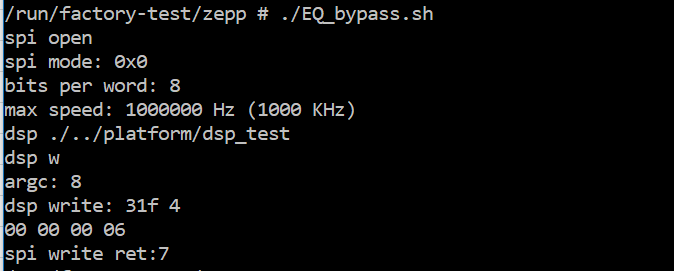 /run/factory-test/zepp # ./EQ_bypass.sh
spi open
spi mode: 0x0
bits per word: 8
max speed: 1000000 Hz (1000 KHz)
dsp ./../platform/dsp_test
dsp w
argc: 8
dsp write: 31f 4
00 00 00 06
spi write ret:7